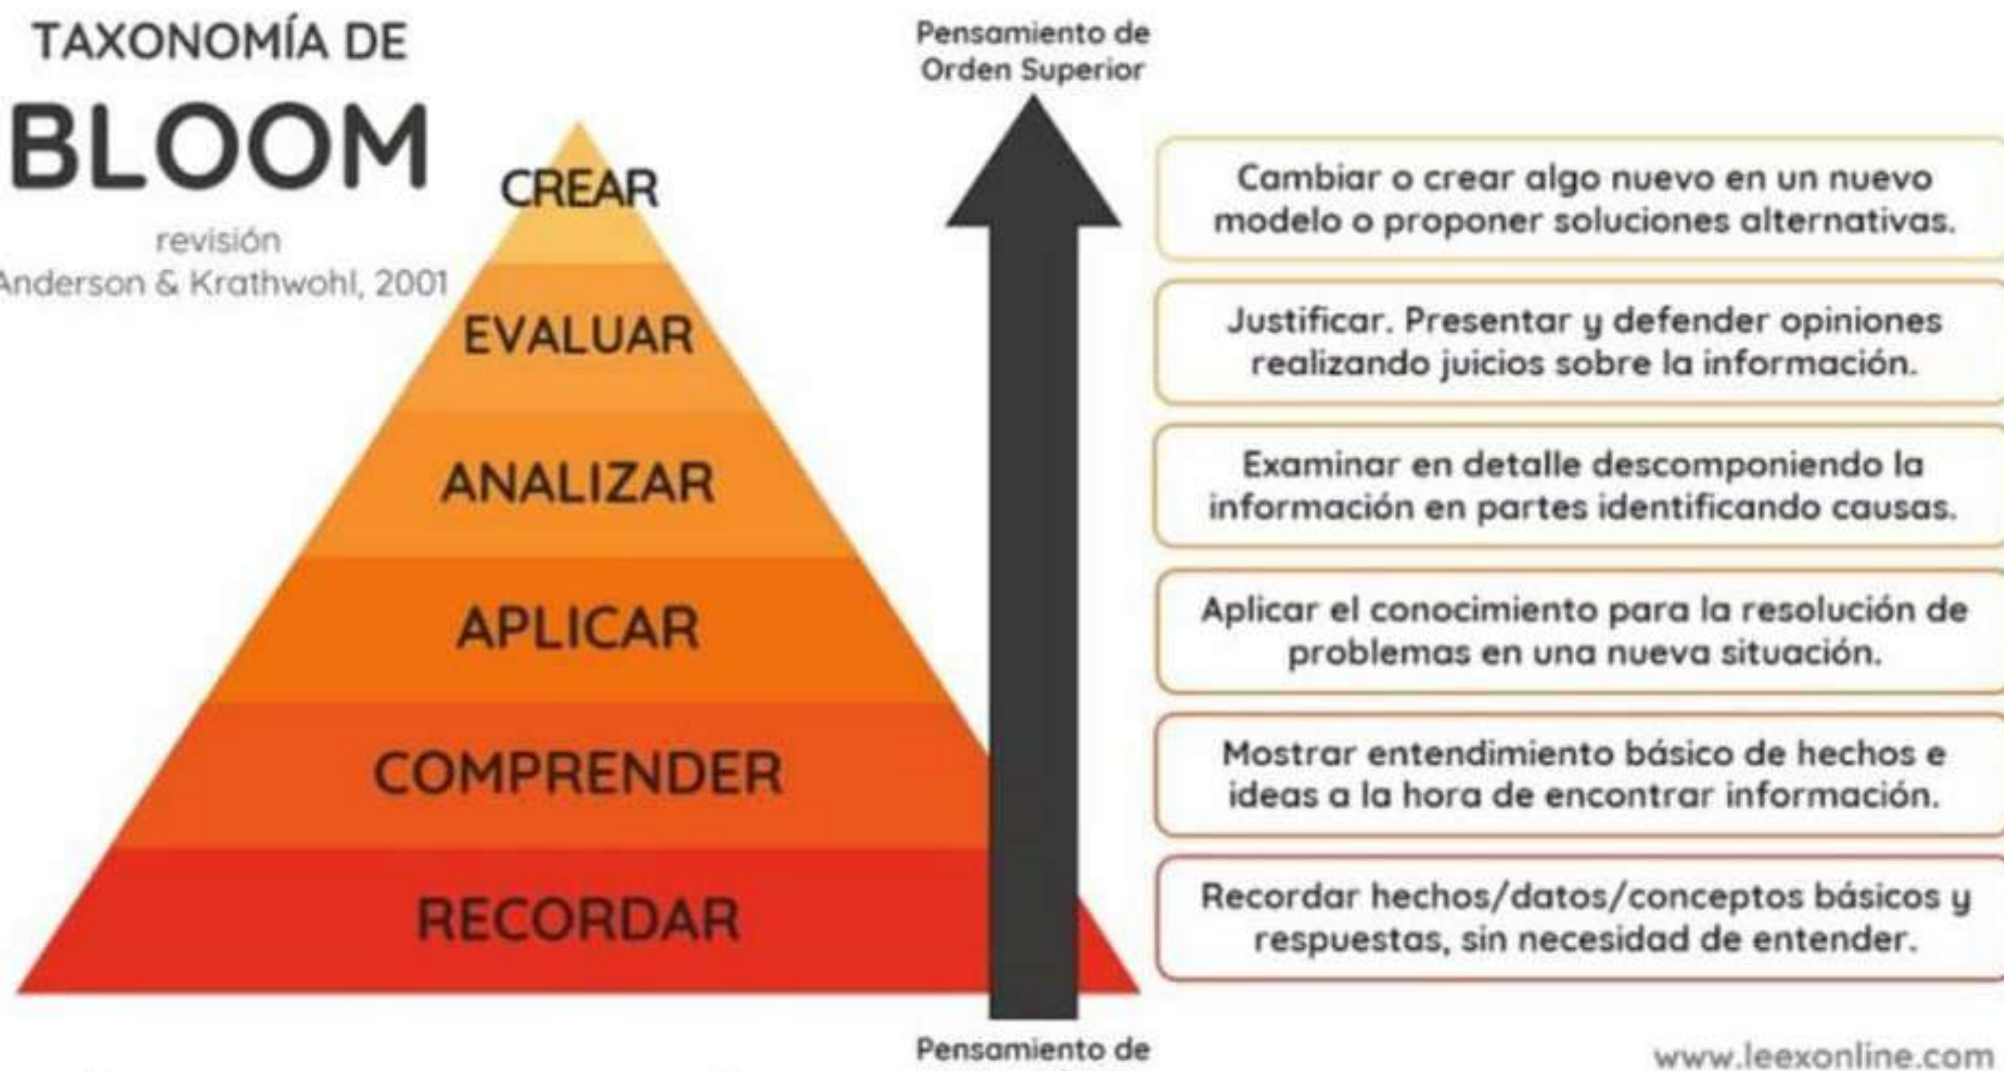 TAXONOMÍA DE
BLOOM
revisión
Anderson & Krathwohl, 2001
Pensamiento de
Orden Superior
CREAR
Cambiar o crear algo nuevo en un nuevo
modelo o proponer soluciones alternativas.
EVALUAR
Justificar. Presentar y defender opiniones
realizando juicios sobre la información.
ANALIZAR
Examinar en detalle descomponiendo la
información en partes identificando causas.
APLICAR
Aplicar el conocimiento para la resolución de
problemas en una nueva situación.
COMPRENDER
Mostrar entendimiento básico de hechos e
ideas a la hora de encontrar información.
RECORDAR
Recordar hechos/datos/conceptos básicos y
respuestas, sin necesidad de entender.
Pensamiento de
www.leexonline.com